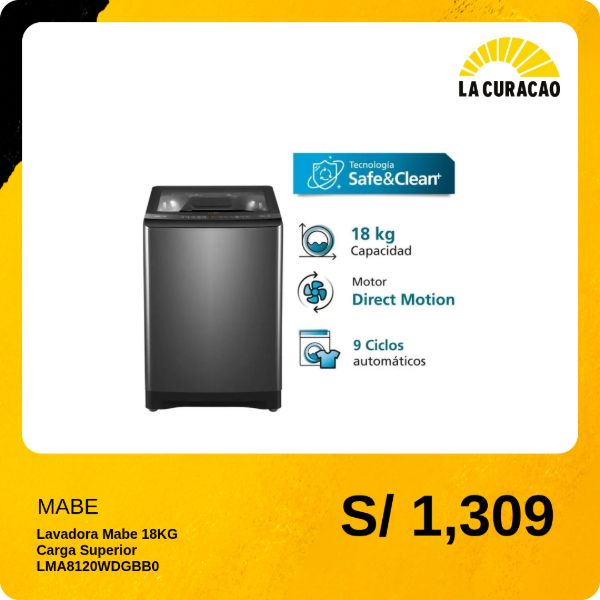 LA CURACAO
Tecnología
Safe&Clean+
18 kg
Capacidad
Motor
Direct Motion
9 Ciclos
automáticos
MABE
Lavadora Mabe 18KG
Carga Superior
LMA8120WDGBB0
S/ 1,309